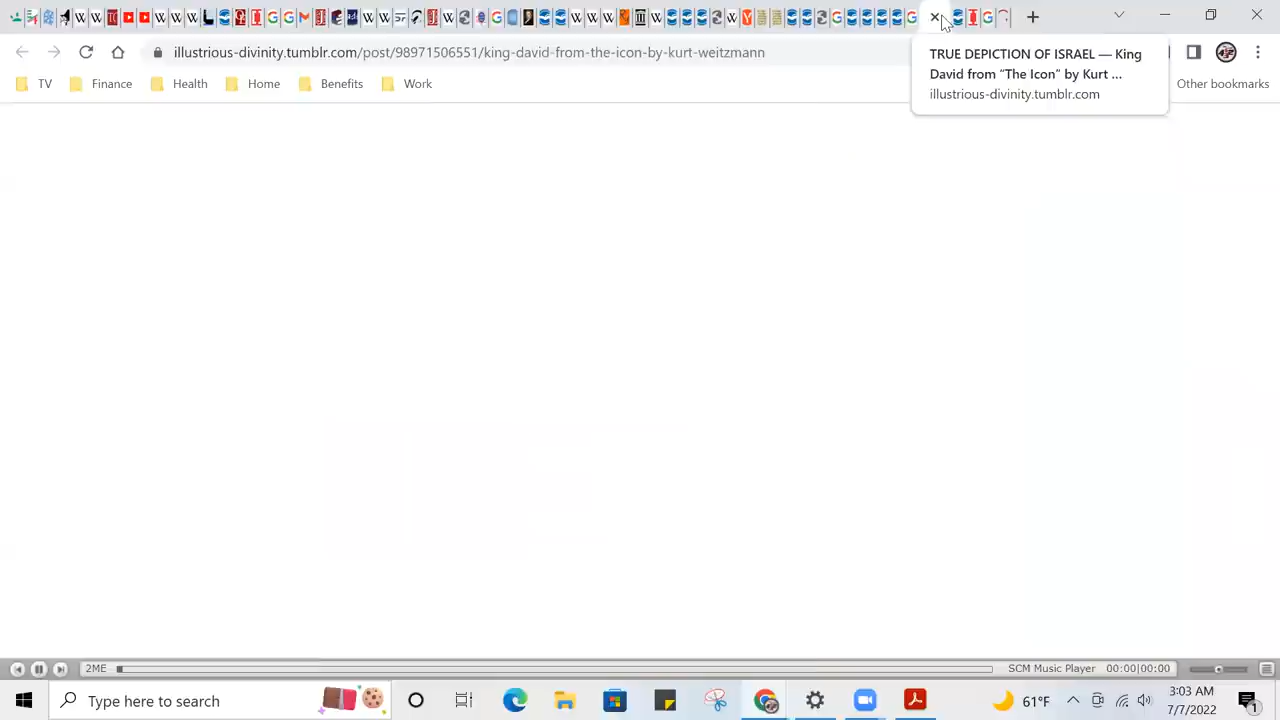 illustrious-divinity.tumblr.com/post/98971506551/king-david-from-the-icon-by-kurt-weitzmann
TRUE DEPICTION OF ISRAEL — King
David from “The Icon” by Kurt ...
illustrious-divinity.tumblr.com
TV Finance Health Home Benefits Work Other bookmarks
2ME SCM Music Player 00:00|00:00
Type here to search 61°F 3:03 AM
7/7/2022